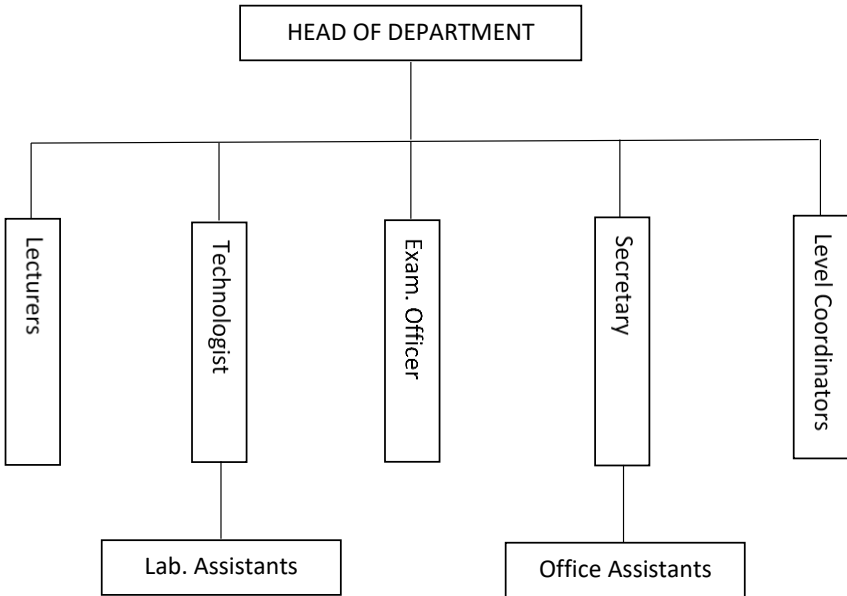 HEAD OF DEPARTMENT
Lecturers
Technologist
Exam. Officer
Secretary
Level Coordinators
Lab. Assistants
Office Assistants